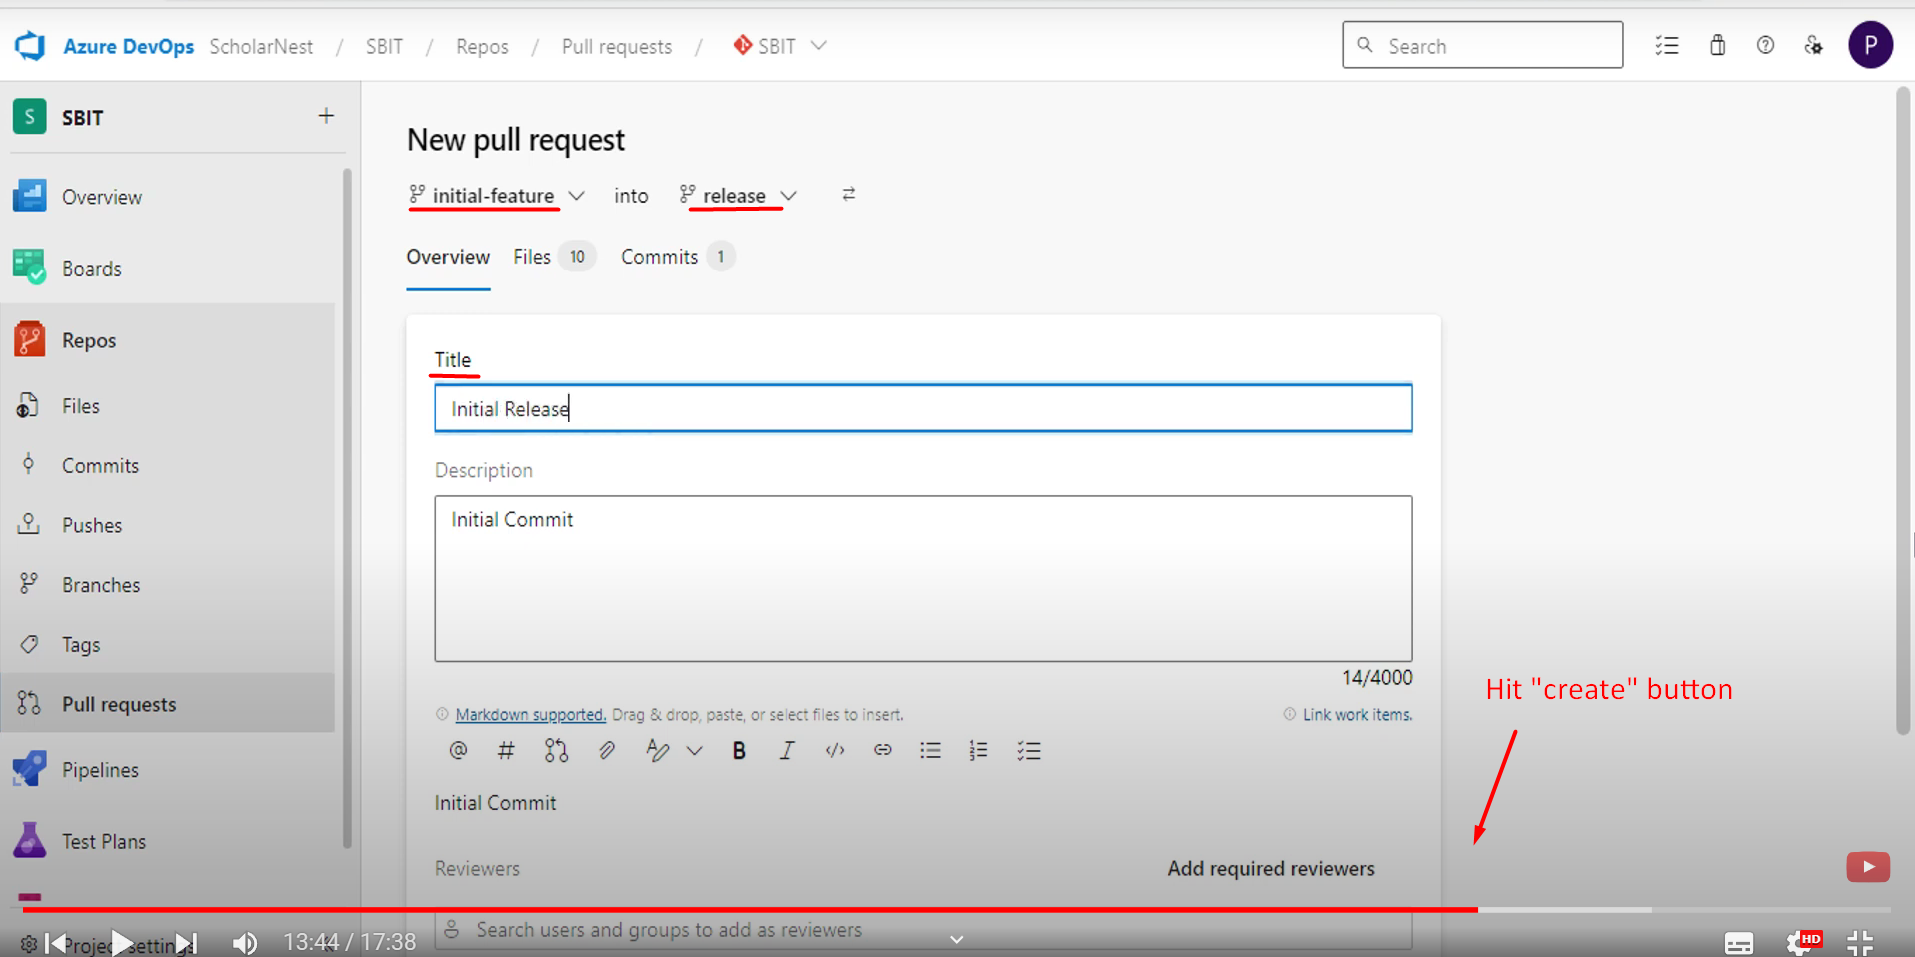 Azure DevOps ScholarNest / SBIT / Repos / Pull requests / SBIT
Search
P
S SBIT +
Overview
Boards
Repos
Files
Commits
Pushes
Branches
Tags
Pull requests
Pipelines
Test Plans
Project settings
New pull request
initial-feature into release
Overview Files 10 Commits 1
Title
Initial Release
Description
Initial Commit
14/4000
Markdown supported. Drag & drop, paste, or select files to insert.
Link work items.
Initial Commit
Reviewers
Add required reviewers
Search users and groups to add as reviewers
Hit "create" button
13:44 / 17:38
HD